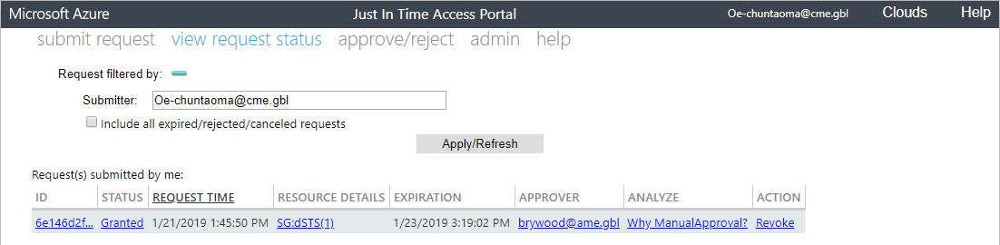 Microsoft Azure Just In Time Access Portal Oe-chuntaoma@cme.gbl Clouds Help
submit request view request status approve/reject admin help
Request filtered by:
Submitter: Oe-chuntaoma@cme.gbl
Include all expired/rejected/canceled requests
Apply/Refresh
Request(s) submitted by me:
ID STATUS REQUEST TIME RESOURCE DETAILS EXPIRATION APPROVER ANALYZE ACTION
6e146d2f... Granted 1/21/2019 1:45:50 PM SG:dSTS(1) 1/23/2019 3:19:02 PM brywood@ame.gbl Why ManualApproval? Revoke